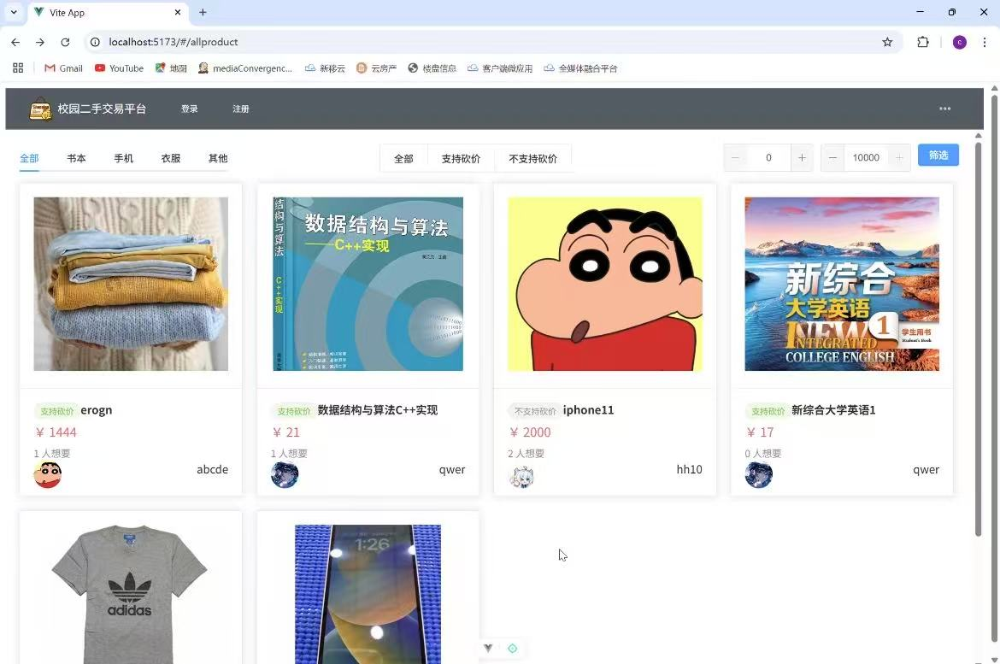 Vite App
localhost:5173/#/allproduct
c
Gmail
YouTube
地图
mediaConvergenc...
新移云
云房产
楼盘信息
客户端微应用
全媒体融合平台
校园二手交易平台
登录
注册
全部
书本
手机
衣服
其他
全部
支持砍价
不支持砍价
0
10000
筛选
结构与算法
C++实现
数据结构与算法
——C++实现
新综合
大学英语
NEW 1
学生用书
Student's Book
INTEGRATED
COLLEGE ENGLISH
支持砍价 erogn
￥ 1444
1 人想要
abcde
支持砍价 数据结构与算法C++实现
￥ 21
1 人想要
qwer
不支持砍价 iphone11
￥ 2000
2 人想要
hh10
支持砍价 新综合大学英语1
￥ 17
0 人想要
qwer
adidas
1:26